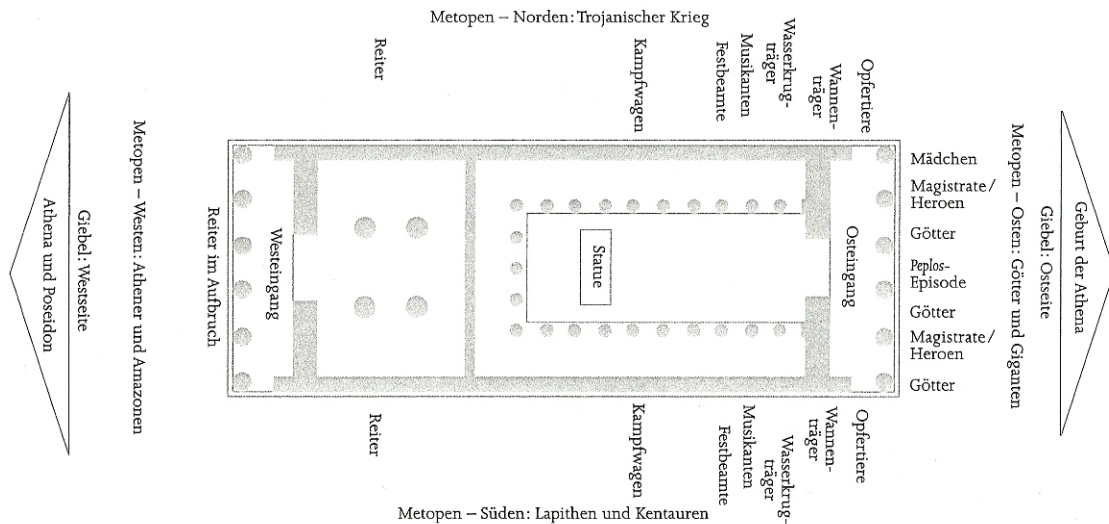 Metopen – Norden: Trojanischer Krieg
Reiter
Kampfwagen
Festbeamte
Musikanten
Wasserkrug-
träger
Wannen-
träger
Opfertiere
Athena und Poseidon
Giebel: Westseite
Metopen – Westen: Athener und Amazonen
Reiter im Aufbruch
Westeingang
Statue
Osteingang
Mädchen
Magistrate/
Heroen
Götter
Peplos-
Episode
Götter
Magistrate/
Heroen
Götter
Metopen – Osten: Götter und Giganten
Giebel: Ostseite
Geburt der Athena
Reiter
Kampfwagen
Festbeamte
Musikanten
Wasserkrug-
träger
Wannen-
träger
Opfertiere
Metopen – Süden: Lapithen und Kentauren